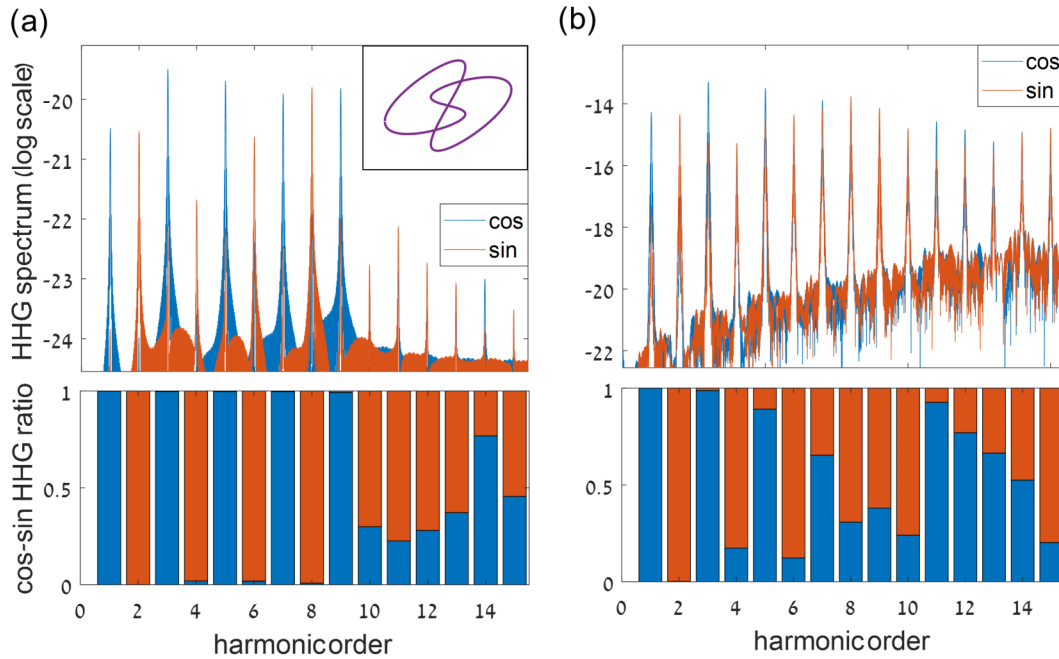 (a)
HHG spectrum (log scale)
-20
-21
-22
-23
-24
cos
sin
cos-sin HHG ratio
1
0.5
0
0 2 4 6 8 10 12 14
harmonic order
(b)
-14
-16
-18
-20
-22
cos
sin
1
0.5
0
0 2 4 6 8 10 12 14
harmonic order